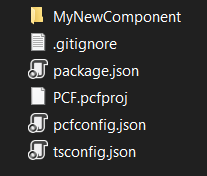 MyNewComponent
.gitignore
package.json
PCF.pcfproj
pcfconfig.json
tsconfig.json